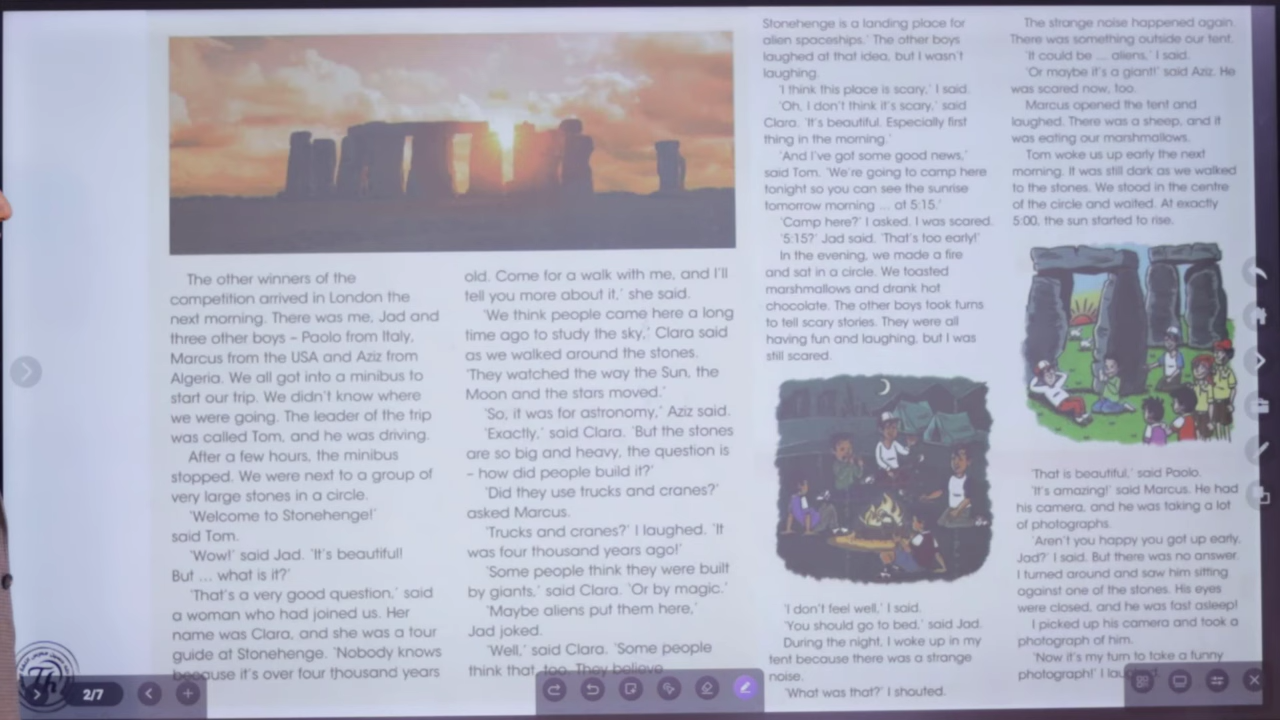 The other winners of the
competition arrived in London the
next morning. There was me, Jad and
three other boys – Paolo from Italy,
Marcus from the USA and Aziz from
Algeria. We all got into a minibus to
start our trip. We didn't know where
we were going. The leader of the trip
was called Tom, and he was driving.
After a few hours, the minibus
stopped. We were next to a group of
very large stones in a circle.
'Welcome to Stonehenge!'
said Tom.
'Wow!' said Jad. 'It's beautiful!
But ... what is it?'
'That's a very good question,' said
a woman who had joined us. Her
name was Clara, and she was a tour
guide at Stonehenge. 'Nobody knows
because it's over four thousand years
old. Come for a walk with me, and I'll
tell you more about it,' she said.
'We think people came here a long
time ago to study the sky,' Clara said
as we walked around the stones.
'They watched the way the Sun, the
Moon and the stars moved.'
'So, it was for astronomy,' Aziz said.
'Exactly,' said Clara. 'But the stones
are so big and heavy, the question is
– how did people build it?'
'Did they use trucks and cranes?'
asked Marcus.
'Trucks and cranes?' I laughed. 'It
was four thousand years ago!'
'Some people think they were built
by giants,' said Clara. 'Or by magic.'
'Maybe aliens put them here,'
Jad joked.
'Well,' said Clara. 'Some people
think that, too. They believe
Stonehenge is a landing place for
alien spaceships.' The other boys
laughed at that idea, but I wasn't
laughing.
'I think this place is scary,' I said.
'Oh, I don't think it's scary,' said
Clara. 'It's beautiful. Especially first
thing in the morning.'
'And I've got some good news,'
said Tom. 'We're going to camp here
tonight so you can see the sunrise
tomorrow morning ... at 5:15.'
'Camp here?' I asked. I was scared.
'5:15?' Jad said. 'That's too early!'
In the evening, we made a fire
and sat in a circle. We toasted
marshmallows and drank hot
chocolate. The other boys took turns
to tell scary stories. They were all
having fun and laughing, but I was
still scared.
'I don't feel well,' I said.
'You should go to bed,' said Jad.
During the night, I woke up in my
tent because there was a strange
noise.
'What was that?' I shouted.
The strange noise happened again.
There was something outside our tent.
'It could be ... aliens,' I said.
'Or maybe it's a giant!' said Aziz. He
was scared now, too.
Marcus opened the tent and
laughed. There was a sheep, and it
was eating our marshmallows.
Tom woke us up early the next
morning. It was still dark as we walked
to the stones. We stood in the centre
of the circle and waited. At exactly
5:00, the sun started to rise.
'That is beautiful,' said Paolo.
'It's amazing!' said Marcus. He had
his camera, and he was taking a lot
of photographs.
'Aren't you happy you got up early,
Jad?' I said. But there was no answer.
I turned around and saw him sitting
against one of the stones. His eyes
were closed, and he was fast asleep!
I picked up his camera and took a
photograph of him.
'Now it's my turn to take a funny
photograph!' I
2/7